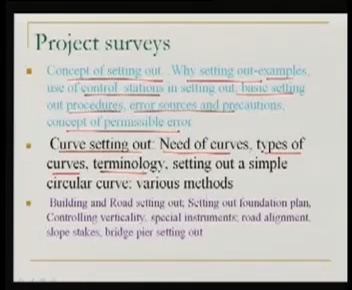 Project surveys
Concept of setting out. Why setting out-examples,
use of control stations in setting out, basic setting
out procedures, error sources and precautions,
concept of permissible error
Curve setting out: Need of curves, types of
curves, terminology, setting out a simple
circular curve: various methods
Building and Road setting out; Setting out foundation plan,
Controlling verticality, special instruments; road alignment,
slope stakes, bridge pier setting out